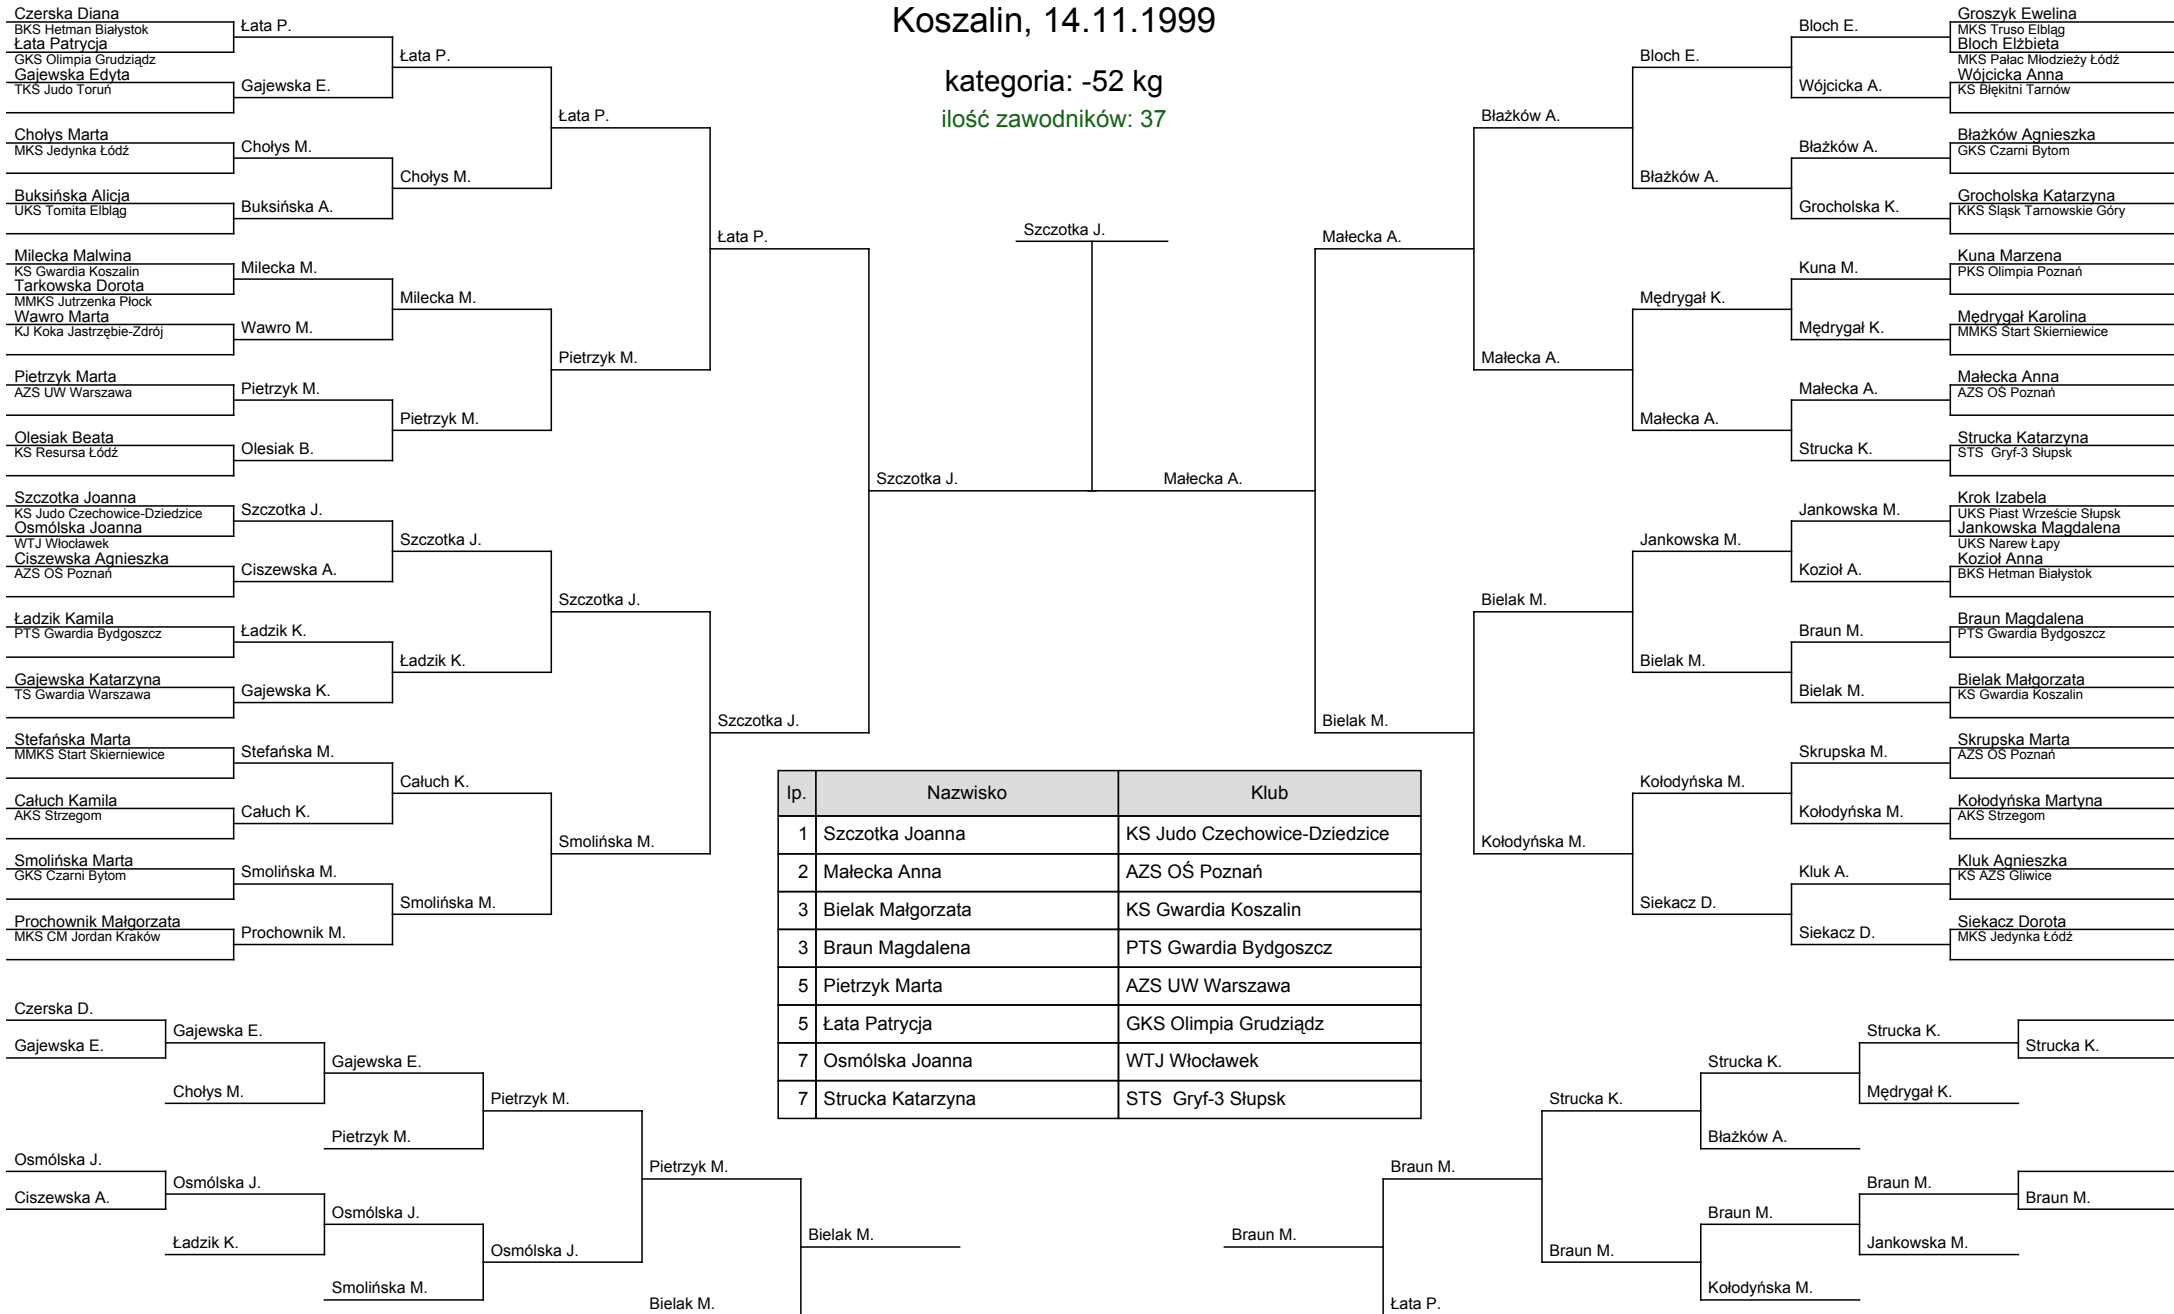 Koszalin, 14.11.1999
kategoria: -52 kg
ilość zawodników: 37
Czerska Diana
BKS Hetman Białystok
Łata Patrycja
GKS Olimpia Grudziądz
Gajewska Edyta
TKS Judo Toruń
Chołys Marta
MKS Jedynka Łódź
Buksińska Alicja
UKS Tomita Elbląg
Milecka Malwina
KS Gwardia Koszalin
Tarkowska Dorota
MMKS Jutrzenka Płock
Wawro Marta
KJ Koka Jastrzębie-Zdrój
Pietrzyk Marta
AZS UW Warszawa
Olesiak Beata
KS Resursa Łódź
Szczotka Joanna
KS Judo Czechowice-Dziedzice
Osmólska Joanna
WTJ Włocławek
Ciszewska Agnieszka
AZS OŚ Poznań
Ładzik Kamila
PTS Gwardia Bydgoszcz
Gajewska Katarzyna
TS Gwardia Warszawa
Stefańska Marta
MMKS Start Skierniewice
Całuch Kamila
AKS Strzegom
Smolińska Marta
GKS Czarni Bytom
Prochownik Małgorzata
MKS CM Jordan Kraków
Łata P.
Gajewska E.
Chołys M.
Buksińska A.
Milecka M.
Wawro M.
Pietrzyk M.
Olesiak B.
Szczotka J.
Ciszewska A.
Ładzik K.
Gajewska K.
Stefańska M.
Całuch K.
Smolińska M.
Prochownik M.
Łata P.
Chołys M.
Milecka M.
Pietrzyk M.
Szczotka J.
Ładzik K.
Całuch K.
Smolińska M.
Łata P.
Pietrzyk M.
Szczotka J.
Smolińska M.
Łata P.
Szczotka J.
Szczotka J.
Szczotka J.
Małecka A.
Małecka A.
Bielak M.
Błażków A.
Małecka A.
Bielak M.
Kołodyńska M.
Bloch E.
Błażków A.
Mędrygał K.
Małecka A.
Jankowska M.
Bielak M.
Kołodyńska M.
Siekacz D.
Bloch E.
Wójcicka A.
Błażków A.
Grocholska K.
Kuna M.
Mędrygał K.
Małecka A.
Strucka K.
Jankowska M.
Kozioł A.
Braun M.
Bielak M.
Skrupska M.
Kołodyńska M.
Kluk A.
Siekacz D.
Groszyk Ewelina
MKS Truso Elbląg
Bloch Elżbieta
MKS Pałac Młodzieży Łódź
Wójcicka Anna
KS Błękitni Tarnów
Błażków Agnieszka
GKS Czarni Bytom
Grocholska Katarzyna
KKS Śląsk Tarnowskie Góry
Kuna Marzena
PKS Olimpia Poznań
Mędrygał Karolina
MMKS Start Skierniewice
Małecka Anna
AZS OŚ Poznań
Strucka Katarzyna
STS Gryf-3 Słupsk
Krok Izabela
UKS Piast Wrzeście Słupsk
Jankowska Magdalena
UKS Narew Łapy
Kozioł Anna
BKS Hetman Białystok
Braun Magdalena
PTS Gwardia Bydgoszcz
Bielak Małgorzata
KS Gwardia Koszalin
Skrupska Marta
AZS OŚ Poznań
Kołodyńska Martyna
AKS Strzegom
Kluk Agnieszka
KS AZS Gliwice
Siekacz Dorota
MKS Jedynka Łódź
lp. Nazwisko Klub
1 Szczotka Joanna KS Judo Czechowice-Dziedzice
2 Małecka Anna AZS OŚ Poznań
3 Bielak Małgorzata KS Gwardia Koszalin
3 Braun Magdalena PTS Gwardia Bydgoszcz
5 Pietrzyk Marta AZS UW Warszawa
5 Łata Patrycja GKS Olimpia Grudziądz
7 Osmólska Joanna WTJ Włocławek
7 Strucka Katarzyna STS Gryf-3 Słupsk
Czerska D.
Gajewska E.
Osmólska J.
Ciszewska A.
Gajewska E.
Chołys M.
Osmólska J.
Ładzik K.
Gajewska E.
Pietrzyk M.
Osmólska J.
Smolińska M.
Pietrzyk M.
Osmólska J.
Pietrzyk M.
Bielak M.
Bielak M.
Braun M.
Braun M.
Łata P.
Strucka K.
Braun M.
Strucka K.
Błażków A.
Braun M.
Kołodyńska M.
Strucka K.
Mędrygał K.
Braun M.
Jankowska M.
Strucka K.
Braun M.